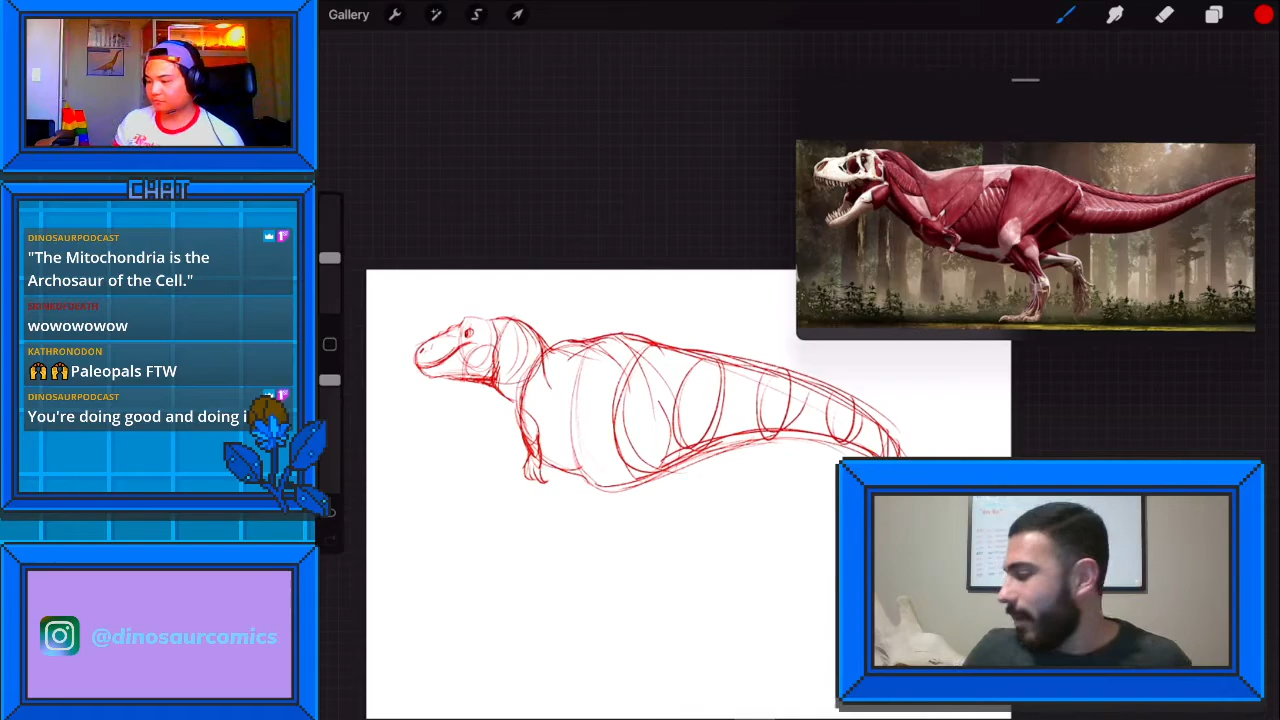 Gallery
CHAT
DINOSAURPODCAST
"The Mitochondria is the
Archosaur of the Cell."
wowowowow
KATHRONODON
Paleopals FTW
DINOSAURPODCAST
You're doing good and doing i
@dinosaurcomics